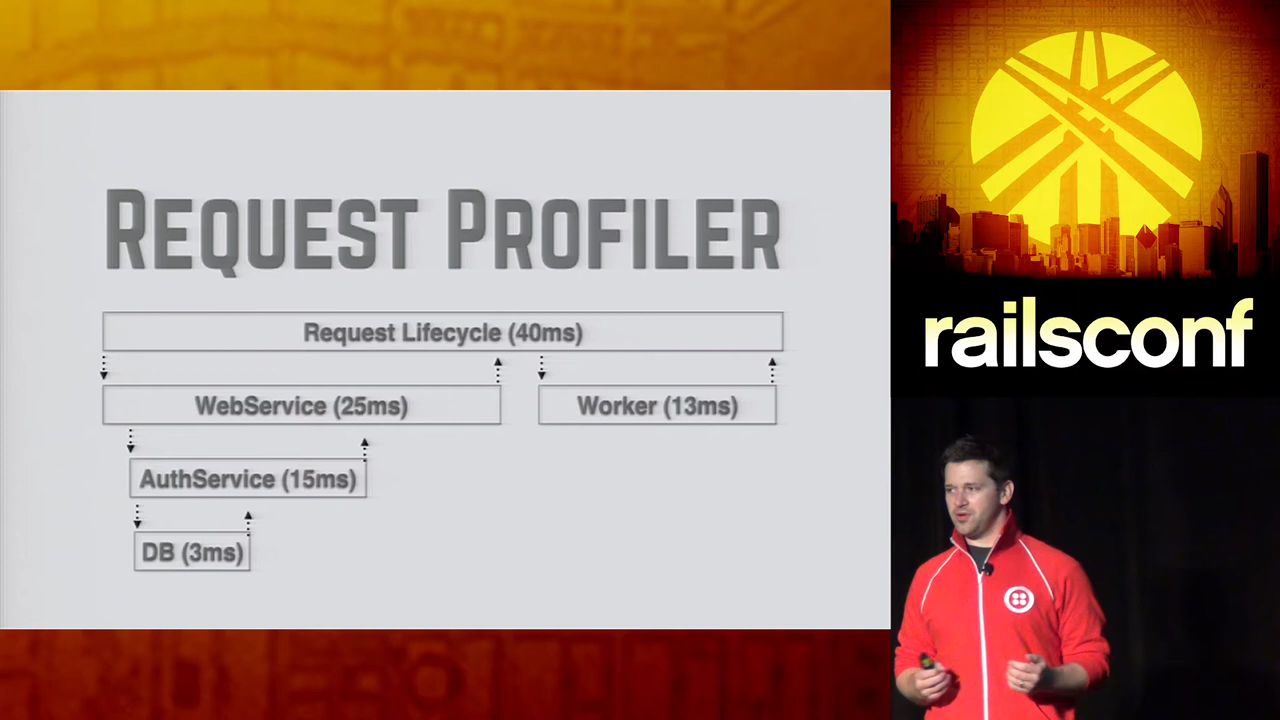 REQUEST PROFILER
Request Lifecycle (40ms)
WebService (25ms)
Worker (13ms)
AuthService (15ms)
DB (3ms)
railsconf